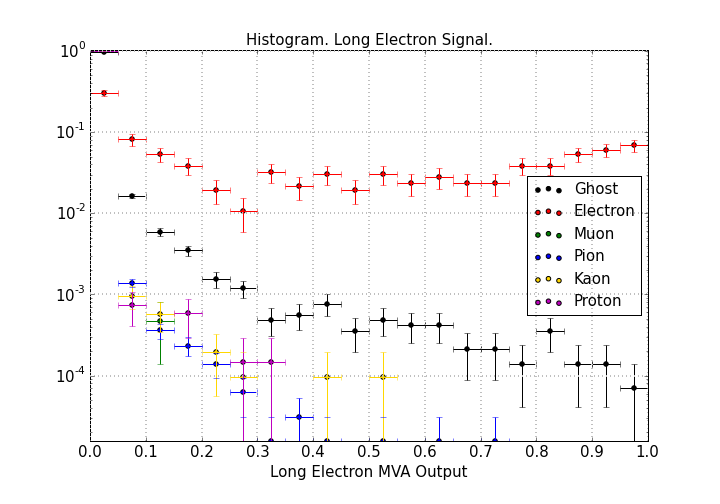 Histogram. Long Electron Signal.
10^0
10^-1
10^-2
10^-3
10^-4
Ghost
Electron
Muon
Pion
Kaon
Proton
0.0 0.1 0.2 0.3 0.4 0.5 0.6 0.7 0.8 0.9 1.0
Long Electron MVA Output